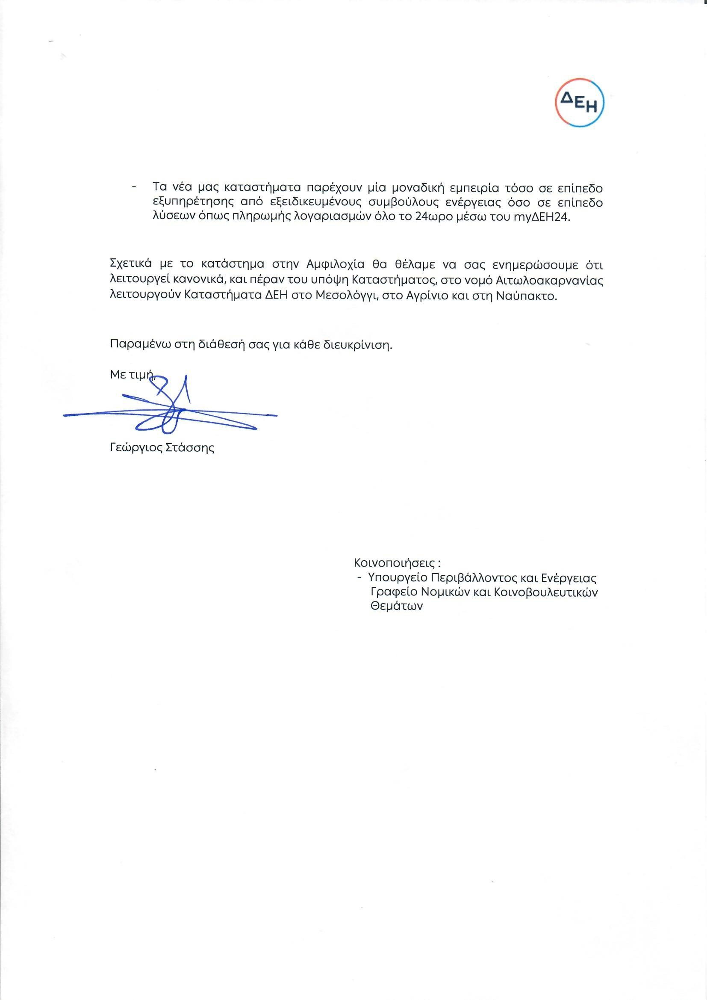 ΔΕΗ
- Τα νέα μας καταστήματα παρέχουν μία μοναδική εμπειρία τόσο σε επίπεδο
εξυπηρέτησης από εξειδικευμένους συμβούλους ενέργειας όσο σε επίπεδο
λύσεων όπως πληρωμής λογαριασμών όλο το 24ωρο μέσω του myΔΕΗ24.
Σχετικά με το κατάστημα στην Αμφιλοχία θα θέλαμε να σας ενημερώσουμε ότι
λειτουργεί κανονικά, και πέραν του υπόψη Καταστήματος, στο νομό Αιτωλοακαρνανίας
λειτουργούν Καταστήματα ΔΕΗ στο Μεσολόγγι, στο Αγρίνιο και στη Ναύπακτο.
Παραμένω στη διάθεσή σας για κάθε διευκρίνιση.
Με τιμή,
Γεώργιος Στάσσης
Κοινοποιήσεις :
- Υπουργείο Περιβάλλοντος και Ενέργειας
Γραφείο Νομικών και Κοινοβουλευτικών
Θεμάτων